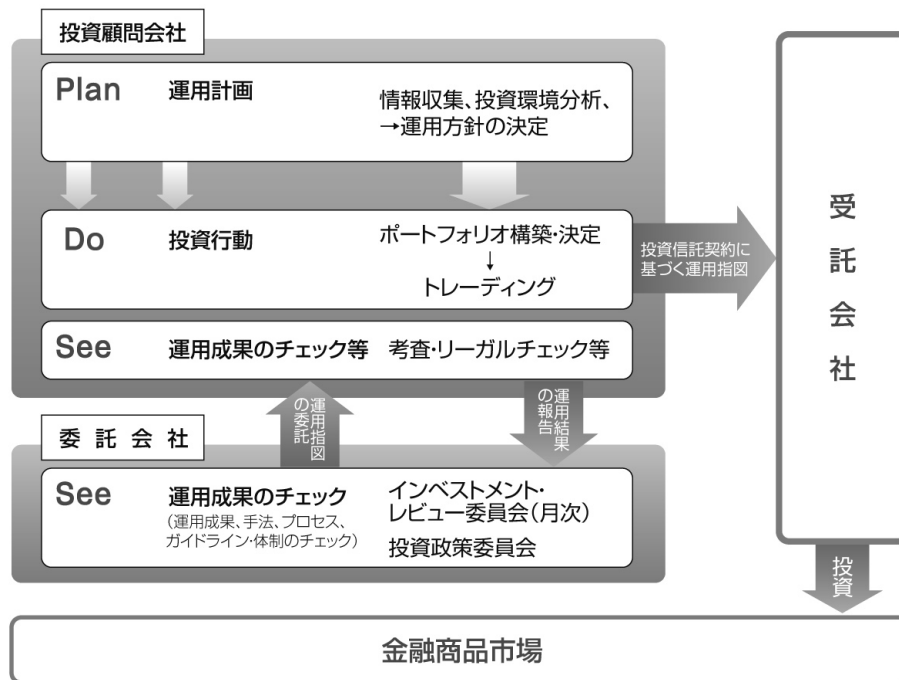 投資顧問会社
Plan
運用計画
情報収集、投資環境分析、
→運用方針の決定
Do
投資行動
ポートフォリオ構築・決定
↓
トレーディング
投資信託契約に
基づく運用指図
受託会社
See
運用成果のチェック等
考査・リーガルチェック等
運用指図
の委託
運用結果
の報告
委託会社
See
運用成果のチェック
(運用成果、手法、プロセス、
ガイドライン・体制のチェック)
インベストメント・
レビュー委員会(月次)
投資政策委員会
投資
金融商品市場